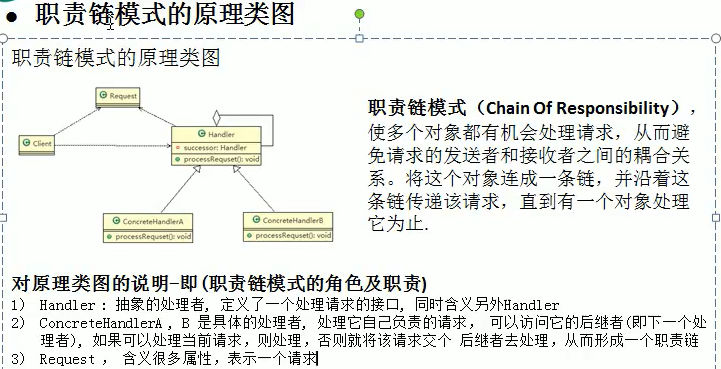 ● 职责链模式的原理类图
职责链模式的原理类图
Request
Client
Handler
successor: Handler
processRequset(): void
ConcreteHandlerA
processRequset(): void
ConcreteHandlerB
processRequset(): void
职责链模式（Chain Of Responsibility），
使多个对象都有机会处理请求，从而避
免请求的发送者和接收者之间的耦合关
系。将这个对象连成一条链，并沿着这
条链传递该请求，直到有一个对象处理
它为止.
对原理类图的说明-即(职责链模式的角色及职责)
1） Handler : 抽象的处理者, 定义了一个处理请求的接口, 同时含义另外Handler
2） ConcreteHandlerA , B 是具体的处理者, 处理它自己负责的请求， 可以访问它的后继者(即下一个处
理者), 如果可以处理当前请求，则处理，否则就将该请求交个 后继者去处理，从而形成一个职责链
3） Request ， 含义很多属性，表示一个请求